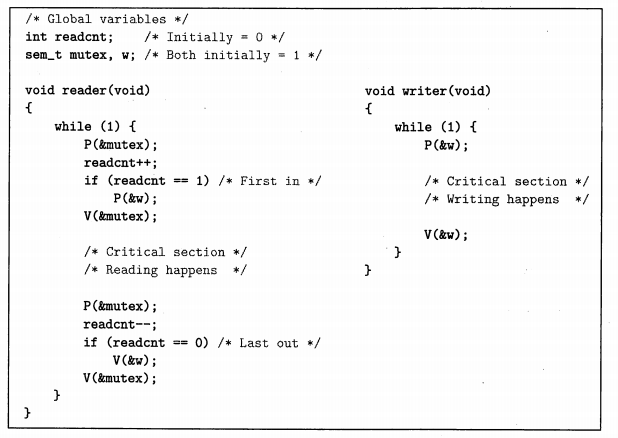 /* Global variables */
int readcnt;    /* Initially = 0 */
sem_t mutex, w; /* Both initially = 1 */
void reader(void)
{
    while (1) {
        P(&mutex);
        readcnt++;
        if (readcnt == 1) /* First in */
            P(&w);
        V(&mutex);
        /* Critical section */
        /* Reading happens  */
        P(&mutex);
        readcnt--;
        if (readcnt == 0) /* Last out */
            V(&w);
        V(&mutex);
    }
}
void writer(void)
{
    while (1) {
        P(&w);
        /* Critical section */
        /* Writing happens  */
        V(&w);
    }
}